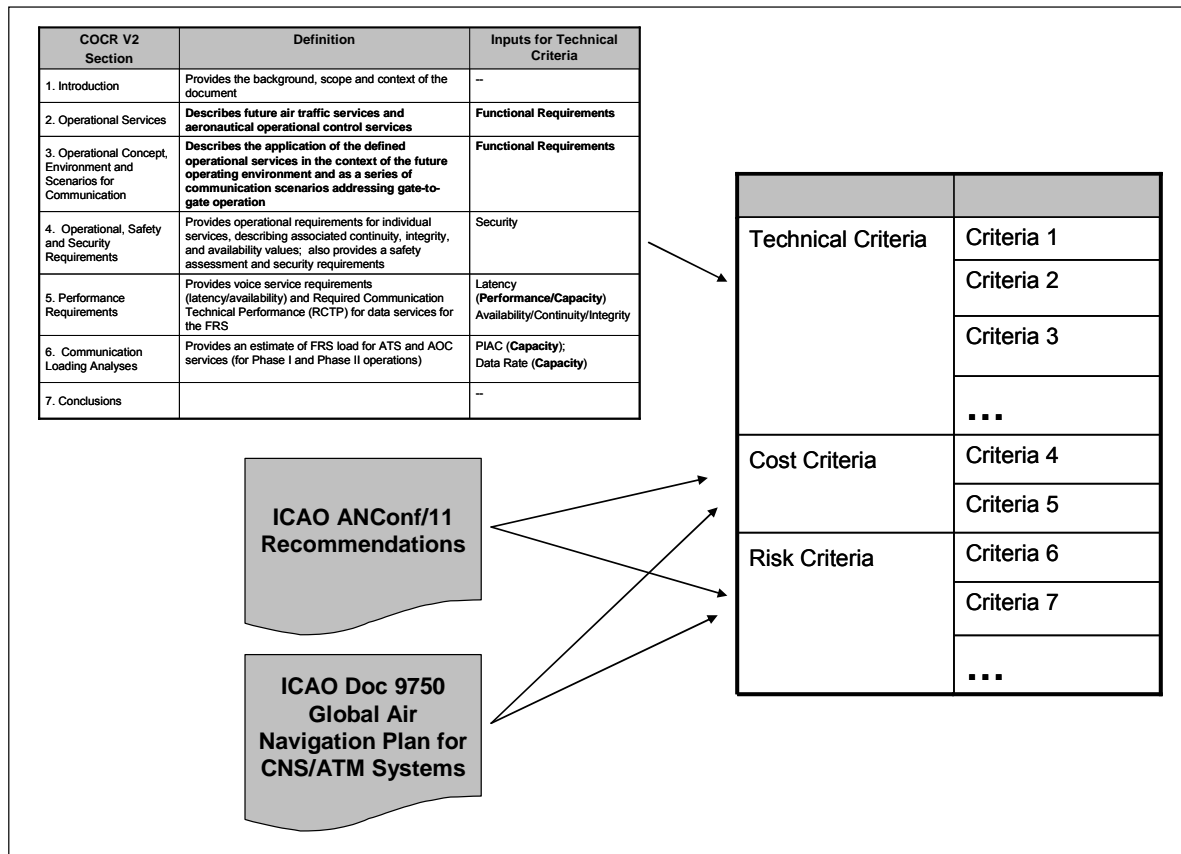 COCR V2
Section
Definition
Inputs for Technical
Criteria
1. Introduction
Provides the background, scope and context of the
document
--
2. Operational Services
Describes future air traffic services and
aeronautical operational control services
Functional Requirements
3. Operational Concept,
Environment and
Scenarios for
Communication
Describes the application of the defined
operational services in the context of the future
operating environment and as a series of
communication scenarios addressing gate-to-
gate operation
Functional Requirements
4. Operational, Safety
and Security
Requirements
Provides operational requirements for individual
services, describing associated continuity, integrity,
and availability values; also provides a safety
assessment and security requirements
Security
5. Performance
Requirements
Provides voice service requirements
(latency/availability) and Required Communication
Technical Performance (RCTP) for data services for
the FRS
Latency
(Performance/Capacity)
Availability/Continuity/Integrity
6. Communication
Loading Analyses
Provides an estimate of FRS load for ATS and AOC
services (for Phase I and Phase II operations)
PIAC (Capacity);
Data Rate (Capacity)
7. Conclusions
--
Technical Criteria
Criteria 1
Criteria 2
Criteria 3
...
Cost Criteria
Criteria 4
Criteria 5
Risk Criteria
Criteria 6
Criteria 7
...
ICAO ANConf/11
Recommendations
ICAO Doc 9750
Global Air
Navigation Plan for
CNS/ATM Systems